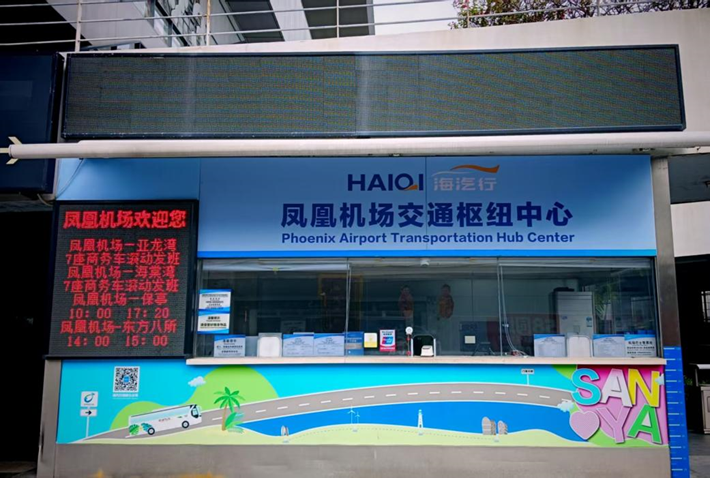 HAIQI 海汽行
凤凰机场交通枢纽中心
Phoenix Airport Transportation Hub Center
凤凰机场欢迎您
凤凰机场—亚龙湾
7座商务车滚动发班
凤凰机场—海棠湾
7座商务车滚动发班
凤凰机场—保亭
10:00 17:20
凤凰机场-东方八所
14:00 15:00
SAN
YA